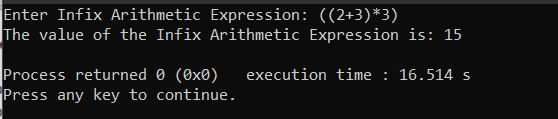 Enter Infix Arithmetic Expression: ((2+3)*3)
The value of the Infix Arithmetic Expression is: 15
Process returned 0 (0x0)   execution time : 16.514 s
Press any key to continue.